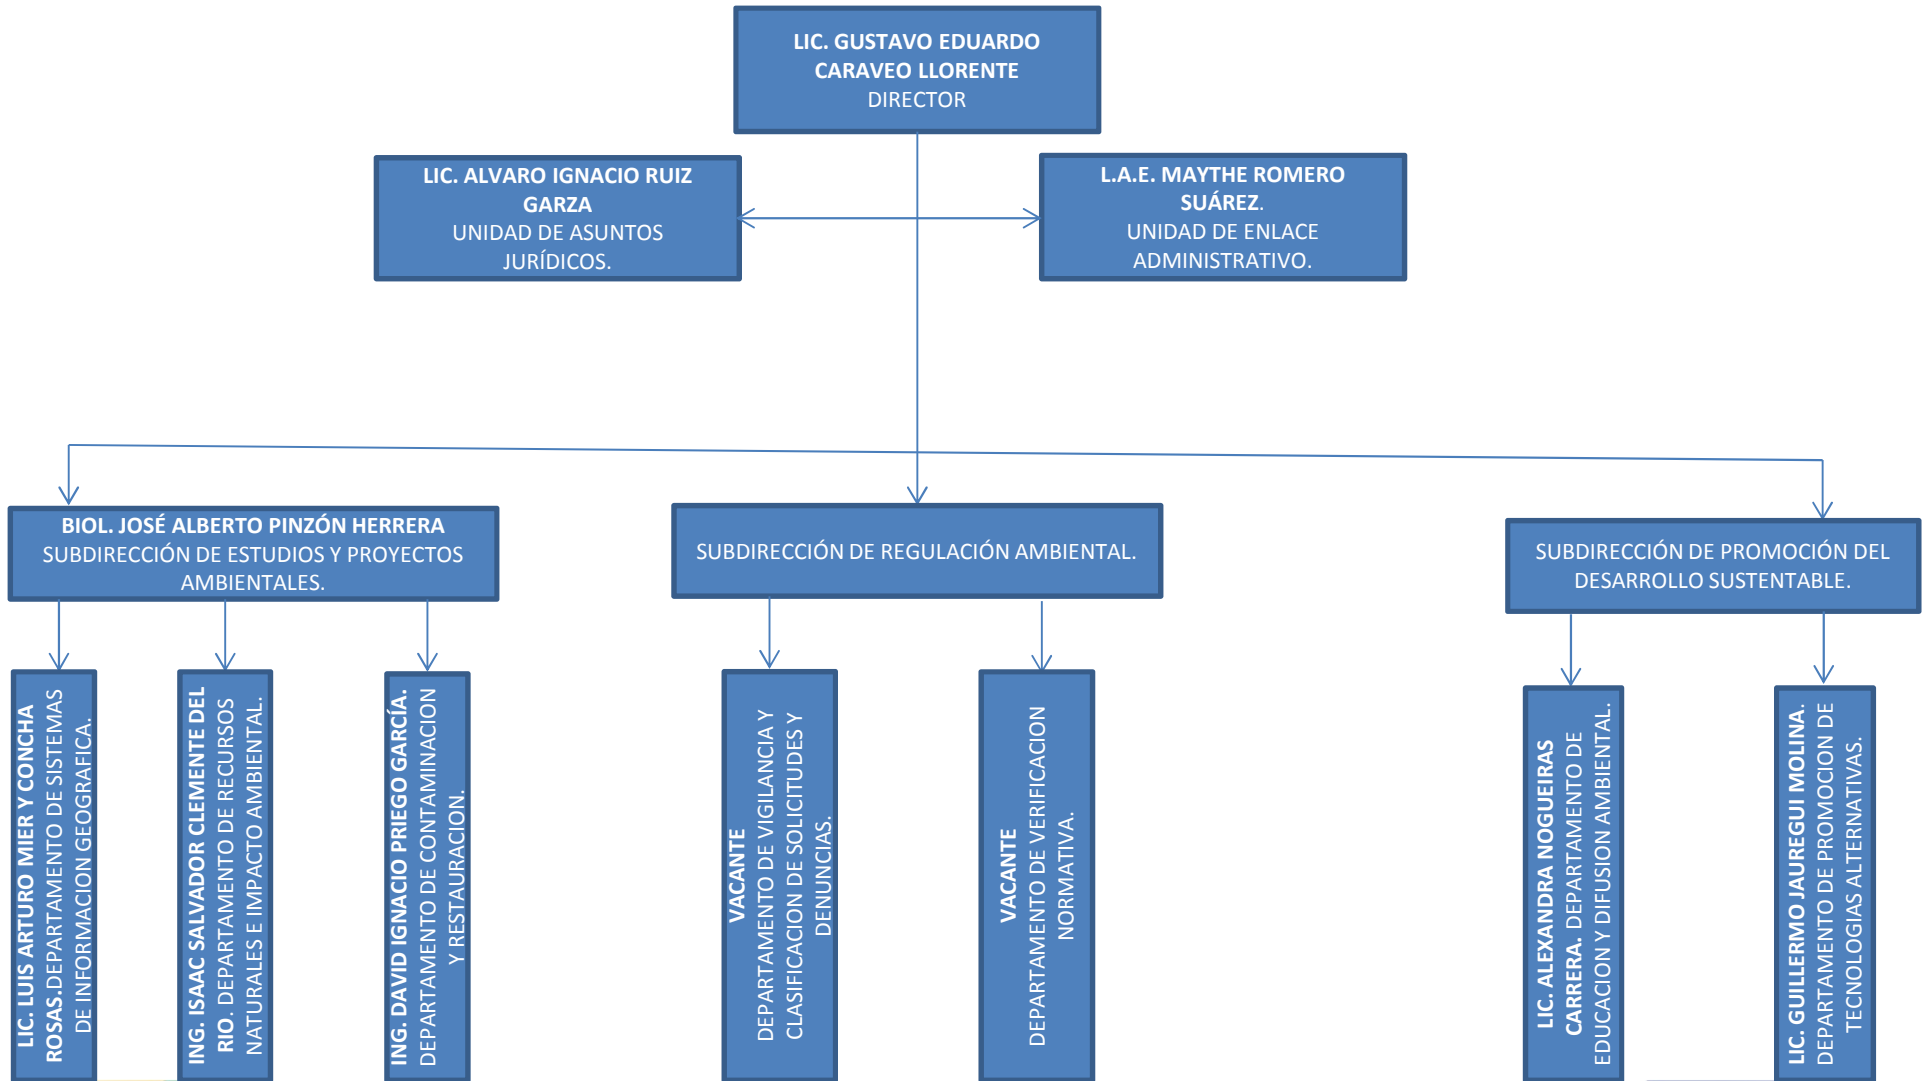 LIC. GUSTAVO EDUARDO
CARAVEO LLORENTE
DIRECTOR
LIC. ALVARO IGNACIO RUIZ
GARZA
UNIDAD DE ASUNTOS
JURÍDICOS.
L.A.E. MAYTHE ROMERO
SUÁREZ.
UNIDAD DE ENLACE
ADMINISTRATIVO.
BIOL. JOSÉ ALBERTO PINZÓN HERRERA
SUBDIRECCIÓN DE ESTUDIOS Y PROYECTOS
AMBIENTALES.
SUBDIRECCIÓN DE REGULACIÓN AMBIENTAL.
SUBDIRECCIÓN DE PROMOCIÓN DEL
DESARROLLO SUSTENTABLE.
LIC. LUIS ARTURO MIER Y CONCHA
ROSAS.DEPARTAMENTO DE SISTEMAS
DE INFORMACION GEOGRAFICA.
ING. ISAAC SALVADOR CLEMENTE DEL
RIO. DEPARTAMENTO DE RECURSOS
NATURALES E IMPACTO AMBIENTAL.
ING. DAVID IGNACIO PRIEGO GARCÍA.
DEPARTAMENTO DE CONTAMINACION
Y RESTAURACION.
VACANTE
DEPARTAMENTO DE VIGILANCIA Y
CLASIFICACION DE SOLICITUDES Y
DENUNCIAS.
VACANTE
DEPARTAMENTO DE VERIFICACION
NORMATIVA.
LIC. ALEXANDRA NOGUEIRAS
CARRERA. DEPARTAMENTO DE
EDUCACION Y DIFUSION AMBIENTAL.
LIC. GUILLERMO JAUREGUI MOLINA.
DEPARTAMENTO DE PROMOCION DE
TECNOLOGIAS ALTERNATIVAS.